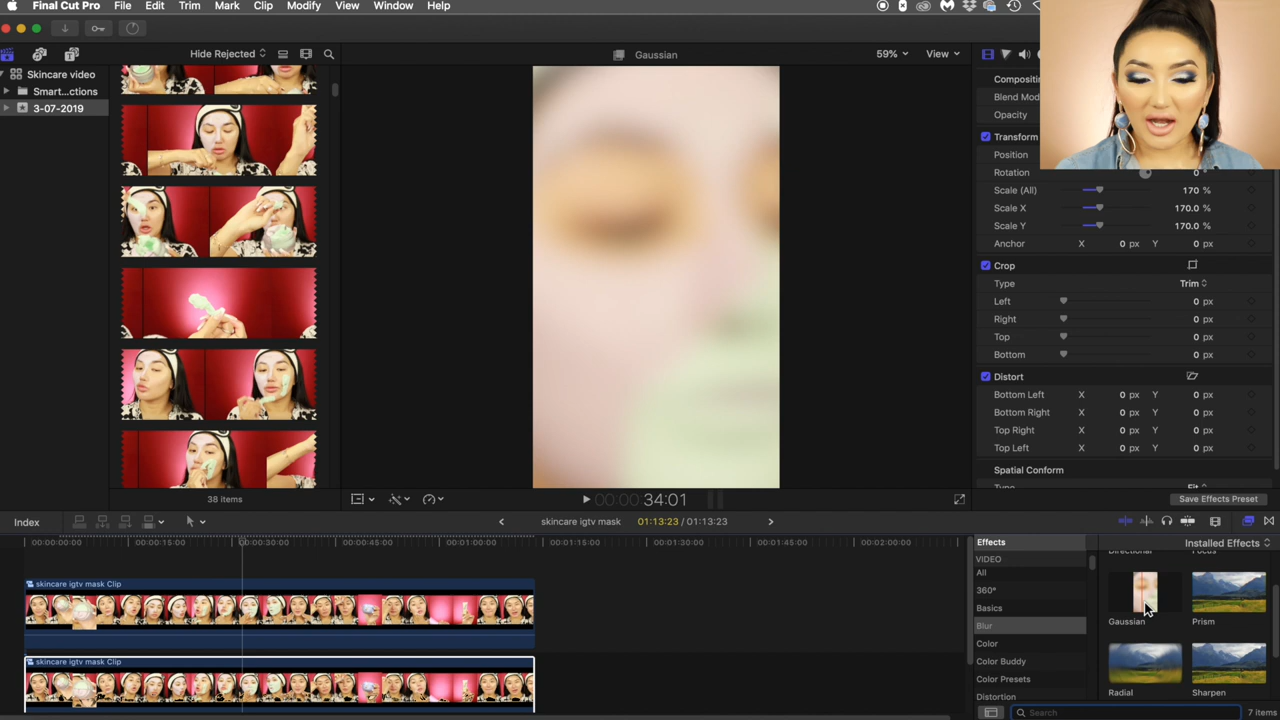 Final Cut Pro File Edit Trim Mark Clip Modify View Window Help
Hide Rejected
Gaussian
59% View
Skincare video
Smart...ctions
3-07-2019
38 items
Blend Mod
Opacity
Transform
Position
Rotation 0 °
Scale (All) 170 %
Scale X 170.0 %
Scale Y 170.0 %
Anchor X 0 px Y 0 px
Crop
Type Trim
Left 0 px
Right 0 px
Top 0 px
Bottom 0 px
Distort
Bottom Left X 0 px Y 0 px
Bottom Right X 0 px Y 0 px
Top Right X 0 px Y 0 px
Top Left X 0 px Y 0 px
Spatial Conform
Type Fit
00:00:34:01
Save Effects Preset
Index
skincare igtv mask 01:13:23 / 01:13:23
00:00:00:00 00:00:15:00 00:00:30:00 00:00:45:00 00:01:00:00 00:01:15:00 00:01:30:00 00:01:45:00 00:02:00:00
skincare igtv mask Clip
skincare igtv mask Clip
Effects Installed Effects
VIDEO
All
360°
Basics
Blur
Color
Color Buddy
Color Presets
Distortion
Directional Focus
Gaussian Prism
Radial Sharpen
Search 7 items